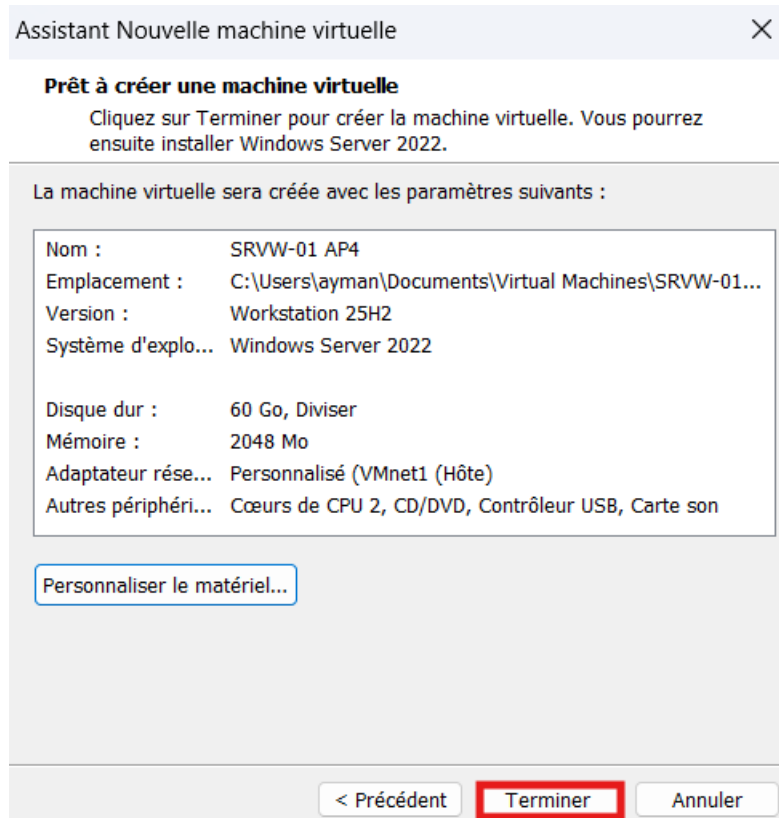 Assistant Nouvelle machine virtuelle
Prêt à créer une machine virtuelle
Cliquez sur Terminer pour créer la machine virtuelle. Vous pourrez
ensuite installer Windows Server 2022.
La machine virtuelle sera créée avec les paramètres suivants :
Nom : SRVW-01 AP4
Emplacement : C:\Users\ayman\Documents\Virtual Machines\SRVW-01...
Version : Workstation 25H2
Système d'explo... Windows Server 2022
Disque dur : 60 Go, Diviser
Mémoire : 2048 Mo
Adaptateur rése... Personnalisé (VMnet1 (Hôte)
Autres périphéri... Cœurs de CPU 2, CD/DVD, Contrôleur USB, Carte son
Personnaliser le matériel...
< Précédent Terminer Annuler